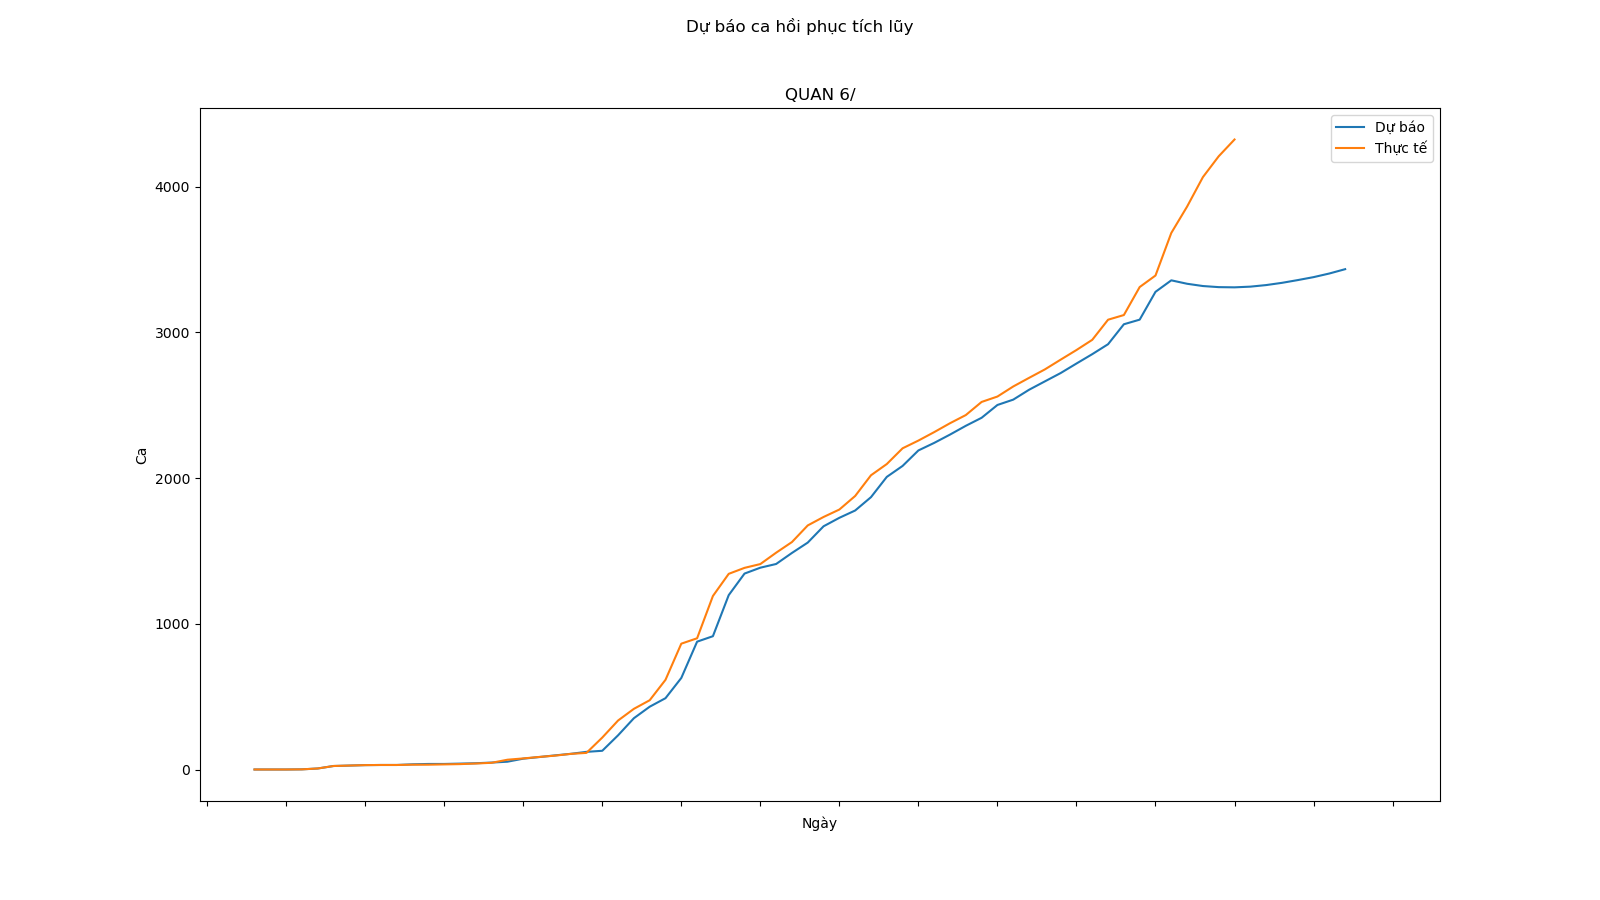 Dự báo ca hồi phục tích lũy
QUAN 6/
Dự báo
Thực tế
4000
3000
2000
1000
0
Ca
Ngày